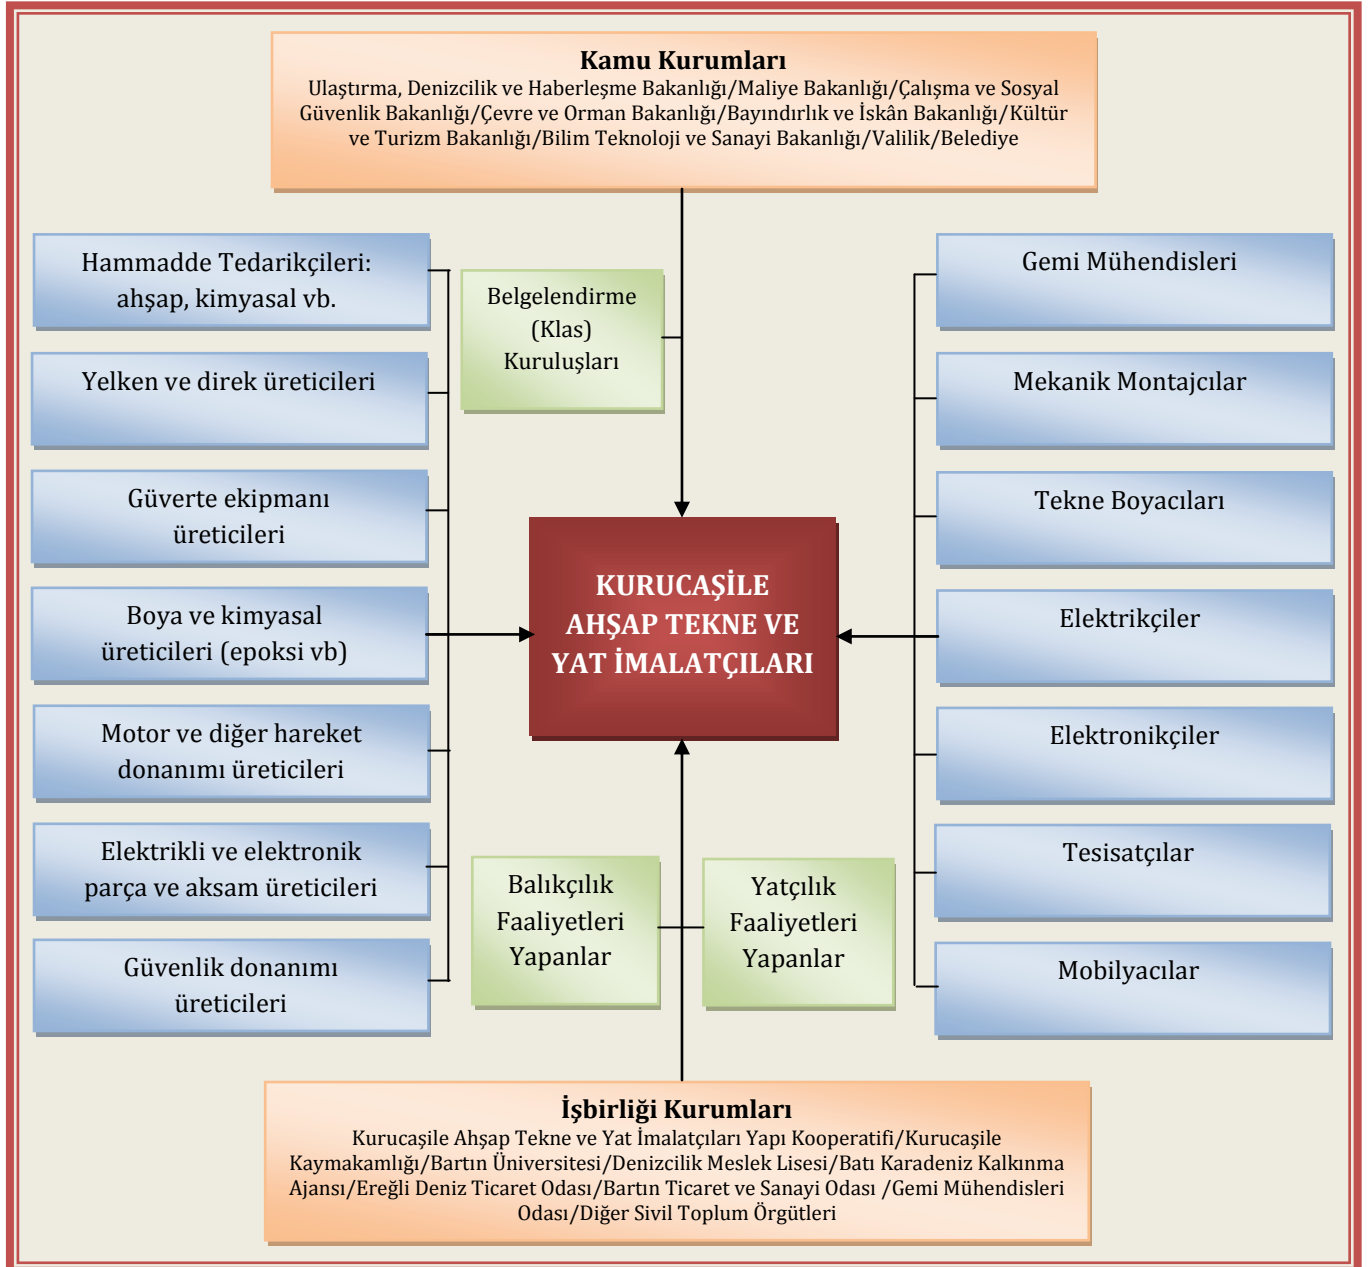 Kamu Kurumları
Ulaştırma, Denizcilik ve Haberleşme Bakanlığı/Maliye Bakanlığı/Çalışma ve Sosyal
Güvenlik Bakanlığı/Çevre ve Orman Bakanlığı/Bayındırlık ve İskân Bakanlığı/Kültür
ve Turizm Bakanlığı/Bilim Teknoloji ve Sanayi Bakanlığı/Valilik/Belediye
Hammadde Tedarikçileri:
ahşap, kimyasal vb.
Yelken ve direk üreticileri
Güverte ekipmanı
üreticileri
Boya ve kimyasal
üreticileri (epoksi vb)
Motor ve diğer hareket
donanımı üreticileri
Elektrikli ve elektronik
parça ve aksam üreticileri
Güvenlik donanımı
üreticileri
Belgelendirme
(Klas)
Kuruluşları
KURUCAŞİLE
AHŞAP TEKNE VE
YAT İMALATÇILARI
Balıkçılık
Faaliyetleri
Yapanlar
Yatçılık
Faaliyetleri
Yapanlar
Gemi Mühendisleri
Mekanik Montajcılar
Tekne Boyacıları
Elektrikçiler
Elektronikçiler
Tesisatçılar
Mobilyacılar
İşbirliği Kurumları
Kurucaşile Ahşap Tekne ve Yat İmalatçıları Yapı Kooperatifi/Kurucaşile
Kaymakamlığı/Bartın Üniversitesi/Denizcilik Meslek Lisesi/Batı Karadeniz Kalkınma
Ajansı/Ereğli Deniz Ticaret Odası/Bartın Ticaret ve Sanayi Odası /Gemi Mühendisleri
Odası/Diğer Sivil Toplum Örgütleri